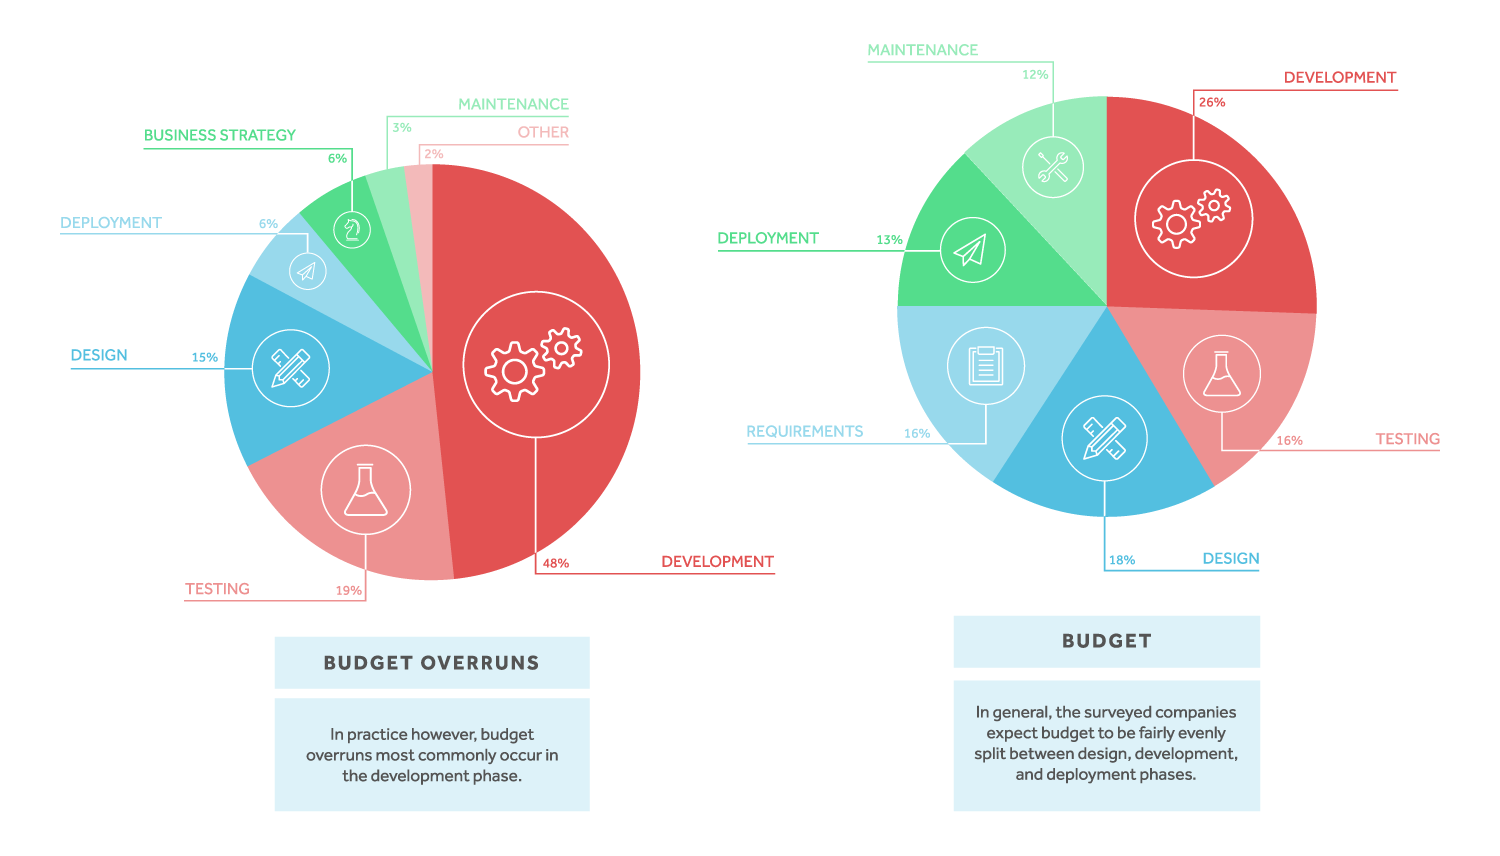 MAINTENANCE
3%
OTHER
2%
BUSINESS STRATEGY
6%
DEPLOYMENT
6%
DESIGN
15%
TESTING
19%
48%
DEVELOPMENT
BUDGET OVERRUNS
In practice however, budget
overruns most commonly occur in
the development phase.
MAINTENANCE
12%
DEVELOPMENT
26%
DEPLOYMENT
13%
REQUIREMENTS
16%
16%
TESTING
18%
DESIGN
BUDGET
In general, the surveyed companies
expect budget to be fairly evenly
split between design, development,
and deployment phases.